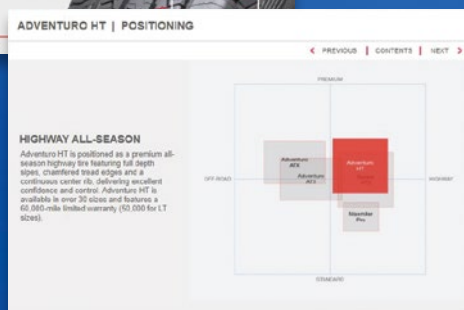 ADVENTURO HT | POSITIONING
PREVIOUS | CONTENTS | NEXT
PREMIUM
HIGHWAY ALL-SEASON
Adventuro HT is positioned as a premium all-
season highway tire featuring full depth
sipes, chamfered tread edges and a
continuous center rib, delivering excellent
confidence and control. Adventuro HT is
available in over 30 sizes and features a
60,000-mile limited warranty (50,000 for LT
sizes).
Adventuro
ATX
Adventuro
HT
Adventuro
OFF-ROAD
HIGHWAY
Pro
STANDARD